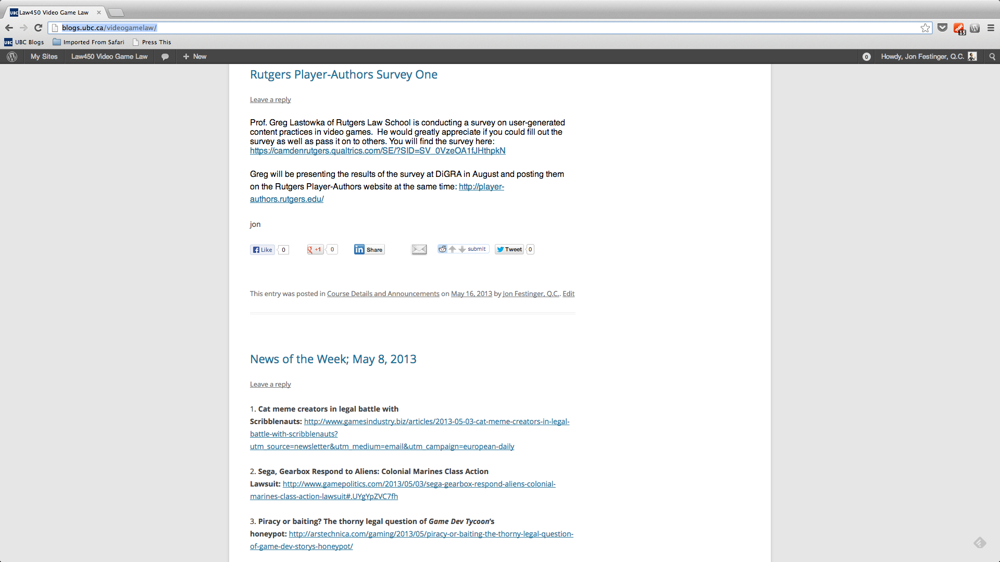 UBC Law450 Video Game Law ×
blogs.ubc.ca/videogamelaw/
15
UBC UBC Blogs Imported From Safari Press This
My Sites Law450 Video Game Law + New 0 Howdy, Jon Festinger, Q.C.
Rutgers Player-Authors Survey One
Leave a reply
Prof. Greg Lastowka of Rutgers Law School is conducting a survey on user-generated
content practices in video games.  He would greatly appreciate if you could fill out the
survey as well as pass it on to others. You will find the survey here:
https://camdenrutgers.qualtrics.com/SE/?SID=SV_0VzeOA1fJHthpkN
Greg will be presenting the results of the survey at DiGRA in August and posting them
on the Rutgers Player-Authors website at the same time: http://player-
authors.rutgers.edu/
jon
Like 0 g +1 0 in Share submit Tweet 0
This entry was posted in Course Details and Announcements on May 16, 2013 by Jon Festinger, Q.C.. Edit
News of the Week; May 8, 2013
Leave a reply
1. Cat meme creators in legal battle with
Scribblenauts: http://www.gamesindustry.biz/articles/2013-05-03-cat-meme-creators-in-legal-
battle-with-scribblenauts?
utm_source=newsletter&utm_medium=email&utm_campaign=european-daily
2. Sega, Gearbox Respond to Aliens: Colonial Marines Class Action
Lawsuit: http://www.gamepolitics.com/2013/05/03/sega-gearbox-respond-aliens-colonial-
marines-class-action-lawsuit#.UYgYpZVC7fh
3. Piracy or baiting? The thorny legal question of Game Dev Tycoon's
honeypot: http://arstechnica.com/gaming/2013/05/piracy-or-baiting-the-thorny-legal-question-
of-game-dev-storys-honeypot/